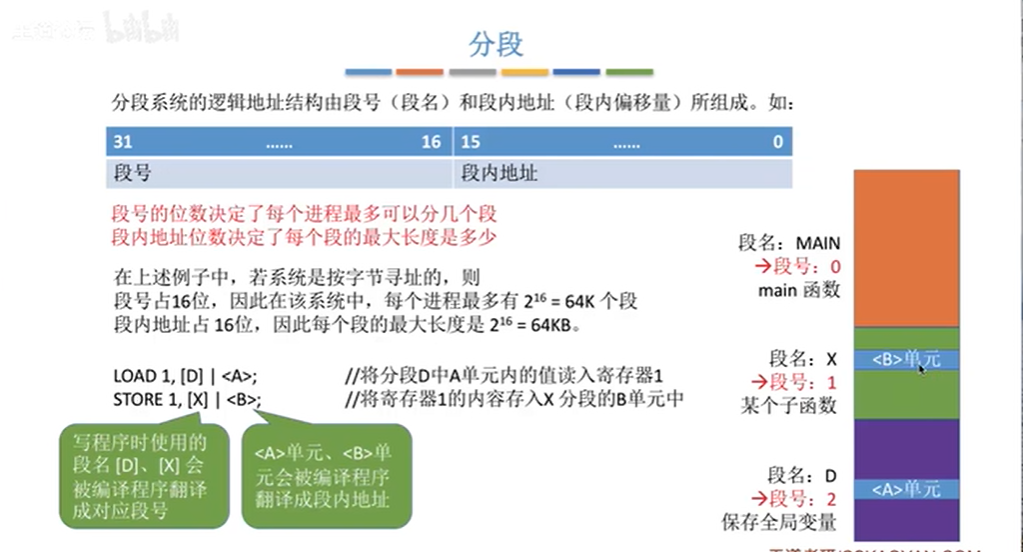 分段
分段系统的逻辑地址结构由段号（段名）和段内地址（段内偏移量）所组成。如：
31 …… 16 15 …… 0
段号 段内地址
段号的位数决定了每个进程最多可以分几个段
段内地址位数决定了每个段的最大长度是多少
在上述例子中，若系统是按字节寻址的，则
段号占16位，因此在该系统中，每个进程最多有 2¹⁶ = 64K 个段
段内地址占 16位，因此每个段的最大长度是 2¹⁶ = 64KB。
LOAD 1, [D] | <A>; //将分段D中A单元内的值读入寄存器1
STORE 1, [X] | <B>; //将寄存器1的内容存入X 分段的B单元中
写程序时使用的
段名 [D]、[X] 会
被编译程序翻译
成对应段号
<A>单元、<B>单
元会被编译程序
翻译成段内地址
段名：MAIN
→段号：0
main 函数
段名：X
→段号：1
某个子函数
<B>单元
段名：D
→段号：2
保存全局变量
<A>单元
bilibili